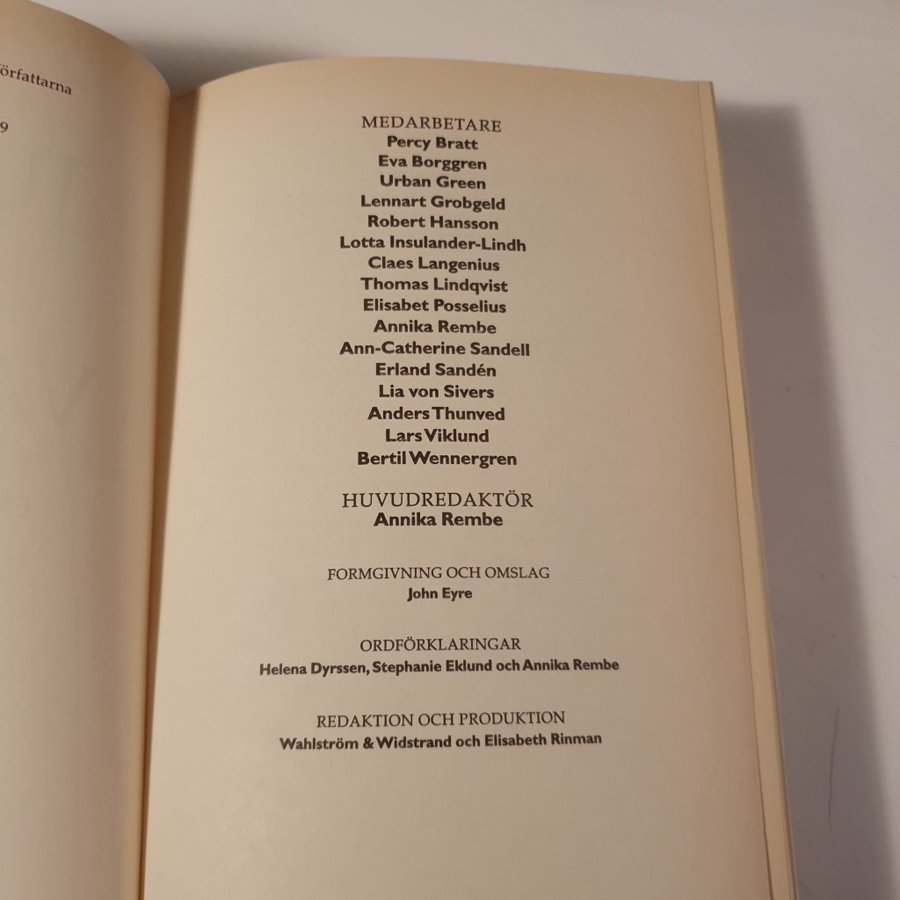 författarna
9
MEDARBETARE
Percy Bratt
Eva Borggren
Urban Green
Lennart Grobgeld
Robert Hansson
Lotta Insulander-Lindh
Claes Langenius
Thomas Lindqvist
Elisabet Posselius
Annika Rembe
Ann-Catherine Sandell
Erland Sandén
Lia von Sivers
Anders Thunved
Lars Viklund
Bertil Wennergren
HUVUDREDAKTÖR
Annika Rembe
FORMGIVNING OCH OMSLAG
John Eyre
ORDFÖRKLARINGAR
Helena Dyrssen, Stephanie Eklund och Annika Rembe
REDAKTION OCH PRODUKTION
Wahlström & Widstrand och Elisabeth Rinman